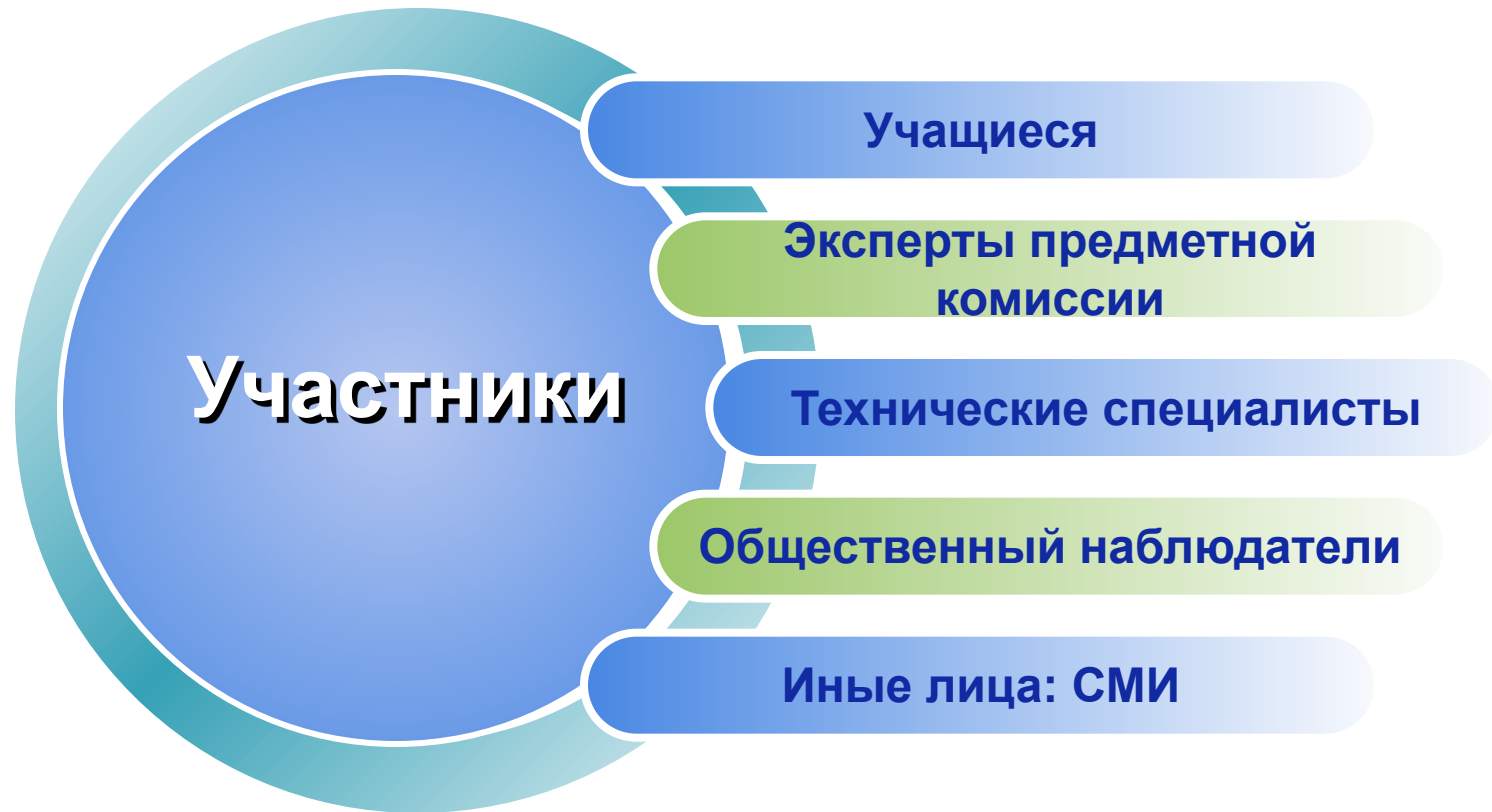 Участники
Учащиеся
Эксперты предметной
комиссии
Технические специалисты
Общественный наблюдатели
Иные лица: СМИ